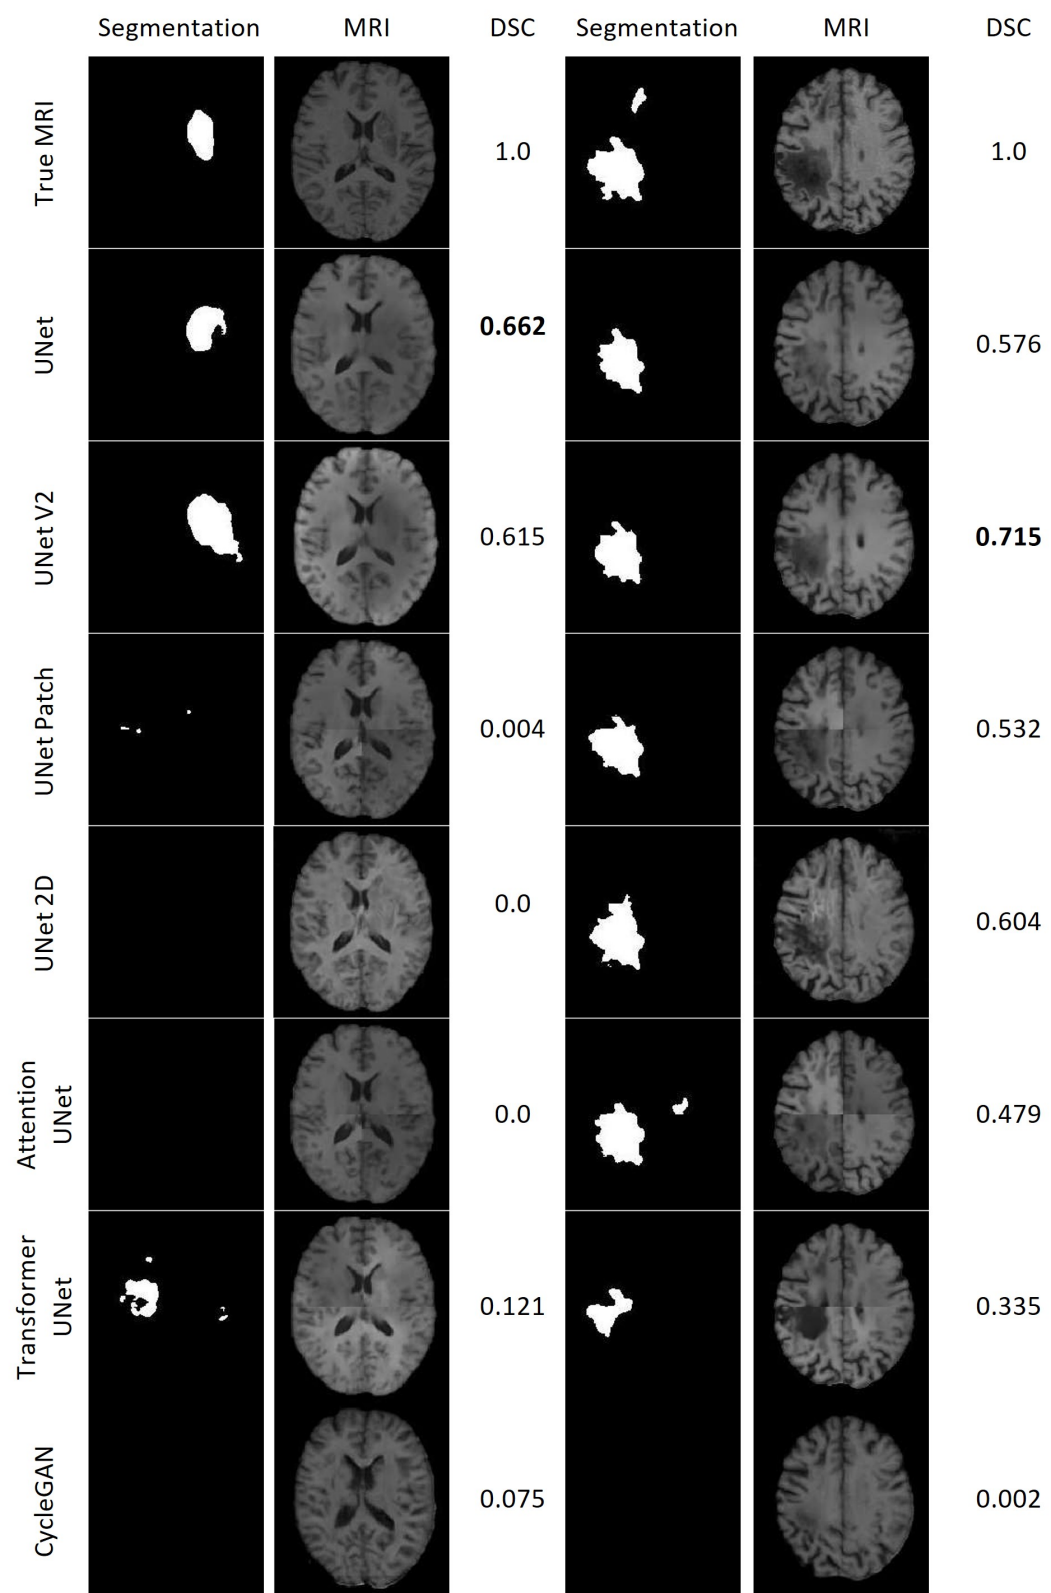 Segmentation MRI DSC Segmentation MRI DSC
True MRI 1.0 1.0
UNet 0.662 0.576
UNet V2 0.615 0.715
UNet Patch 0.004 0.532
UNet 2D 0.0 0.604
Attention
UNet 0.0 0.479
Transformer
UNet 0.121 0.335
CycleGAN 0.075 0.002